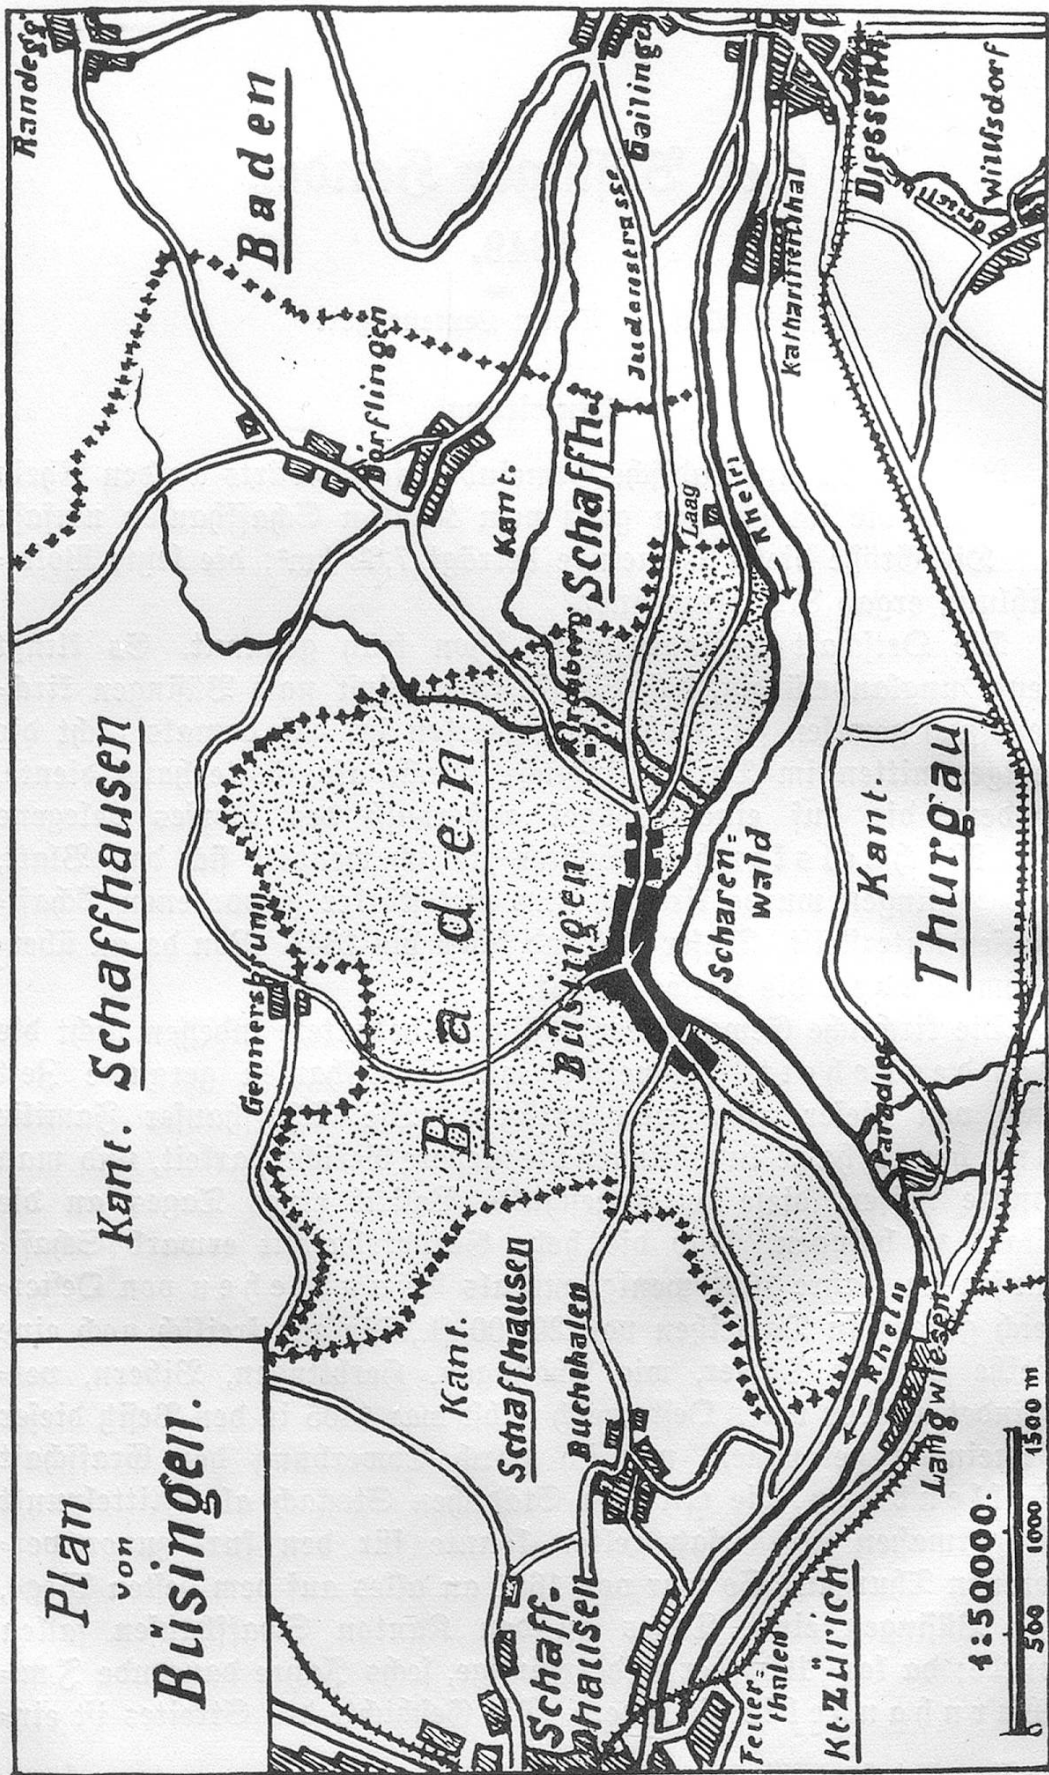 Plan
von
Büsingen.
Kant. Schaffhausen
Gennersbrunn
Randegg
Baden
Dörflingen
Kant.
Schaffhausen
Buchthalen
Schaff-
hausen
Baden
Büsingen
Kirchberg
Kant.
Schaffh.
Laag
Judenstrasse
Gailingen
Rhein
Scharen=
wald
Katharinenthal
Diessenh.
Willisdorf
Kant.
Thurgau
Paradies
Rhein
Langwiesen
Feuer=
thalen
Kt. Zürich
1:50000.
0 500 1000 1500 m